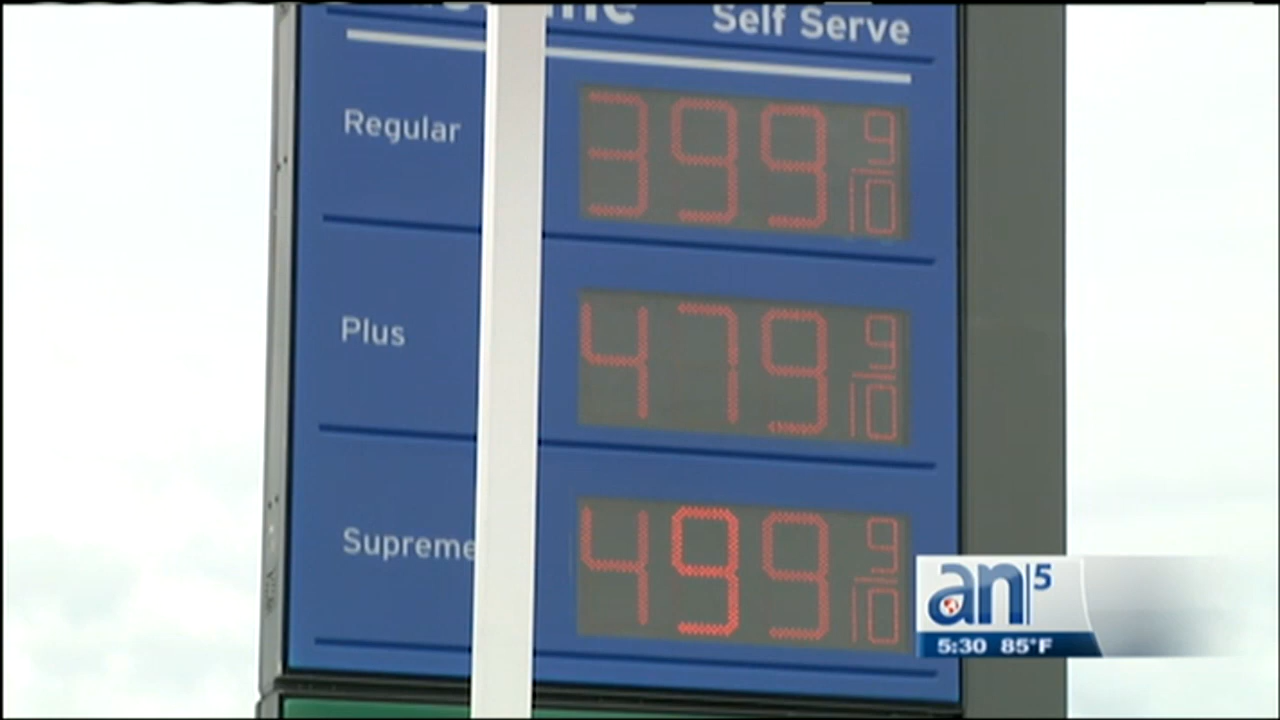 Self Serve
Regular 399 9/10
Plus 479 9/10
Supreme 499 9/10
an 5
5:30 85°F